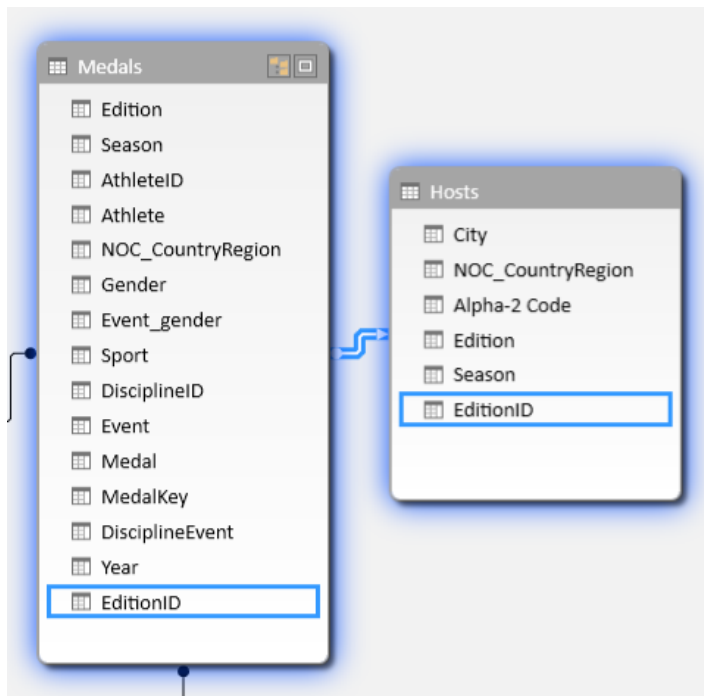 Medals
Edition
Season
AthleteID
Athlete
NOC_CountryRegion
Gender
Event_gender
Sport
DisciplineID
Event
Medal
MedalKey
DisciplineEvent
Year
EditionID
Hosts
City
NOC_CountryRegion
Alpha-2 Code
Edition
Season
EditionID